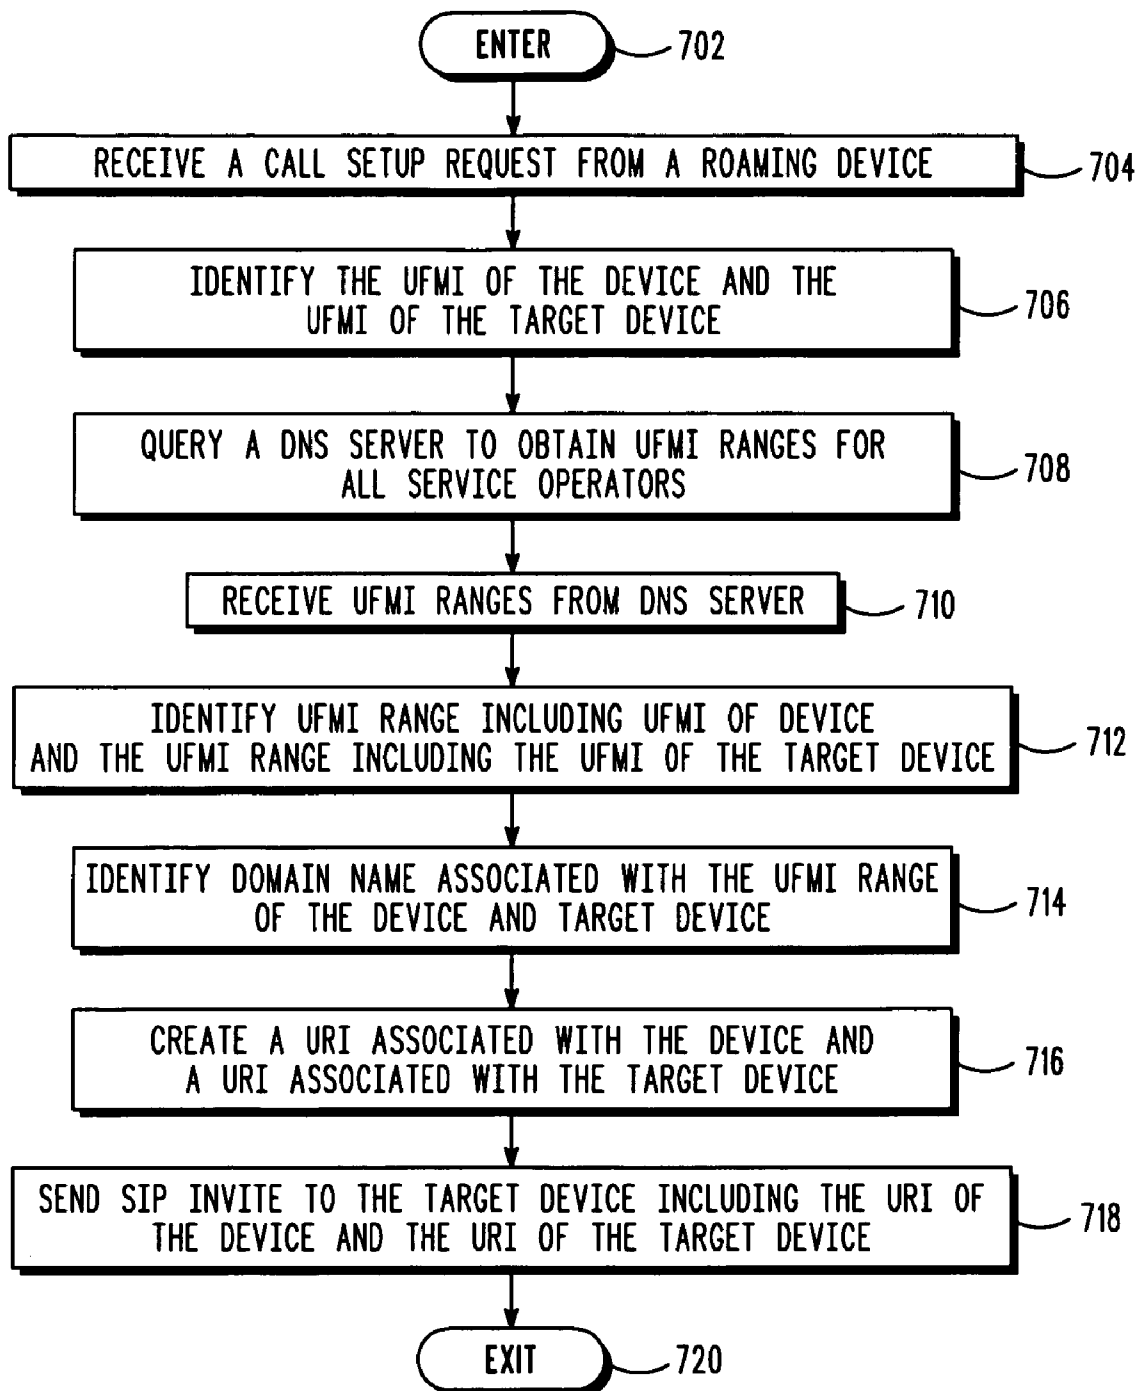 ENTER
702
RECEIVE A CALL SETUP REQUEST FROM A ROAMING DEVICE
704
IDENTIFY THE UFMI OF THE DEVICE AND THE
UFMI OF THE TARGET DEVICE
706
QUERY A DNS SERVER TO OBTAIN UFMI RANGES FOR
ALL SERVICE OPERATORS
708
RECEIVE UFMI RANGES FROM DNS SERVER
710
IDENTIFY UFMI RANGE INCLUDING UFMI OF DEVICE
AND THE UFMI RANGE INCLUDING THE UFMI OF THE TARGET DEVICE
712
IDENTIFY DOMAIN NAME ASSOCIATED WITH THE UFMI RANGE
OF THE DEVICE AND TARGET DEVICE
714
CREATE A URI ASSOCIATED WITH THE DEVICE AND
A URI ASSOCIATED WITH THE TARGET DEVICE
716
SEND SIP INVITE TO THE TARGET DEVICE INCLUDING THE URI OF
THE DEVICE AND THE URI OF THE TARGET DEVICE
718
EXIT
720